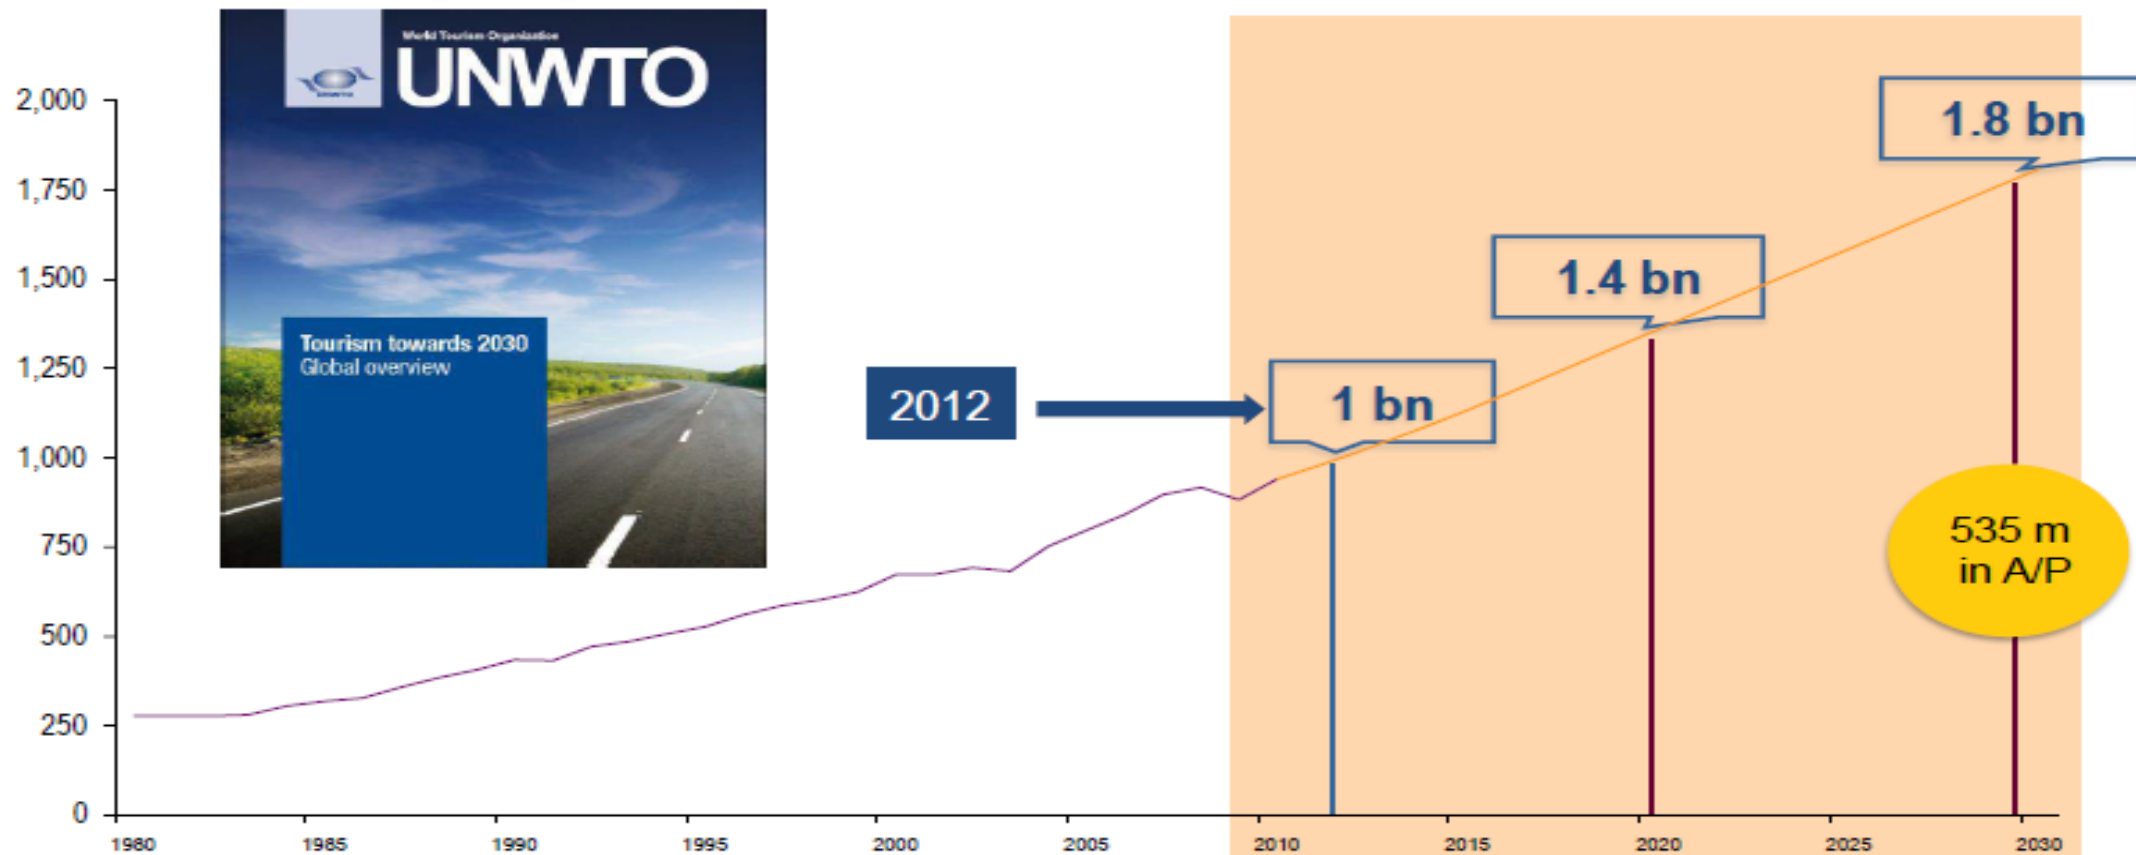 World Tourism Organization
UNWTO
UNWTO
Tourism towards 2030
Global overview
2,000
1,750
1,500
1,250
1,000
750
500
250
0
2012
1 bn
1.4 bn
1.8 bn
535 m
in A/P
1980
1985
1990
1995
2000
2005
2010
2015
2020
2025
2030